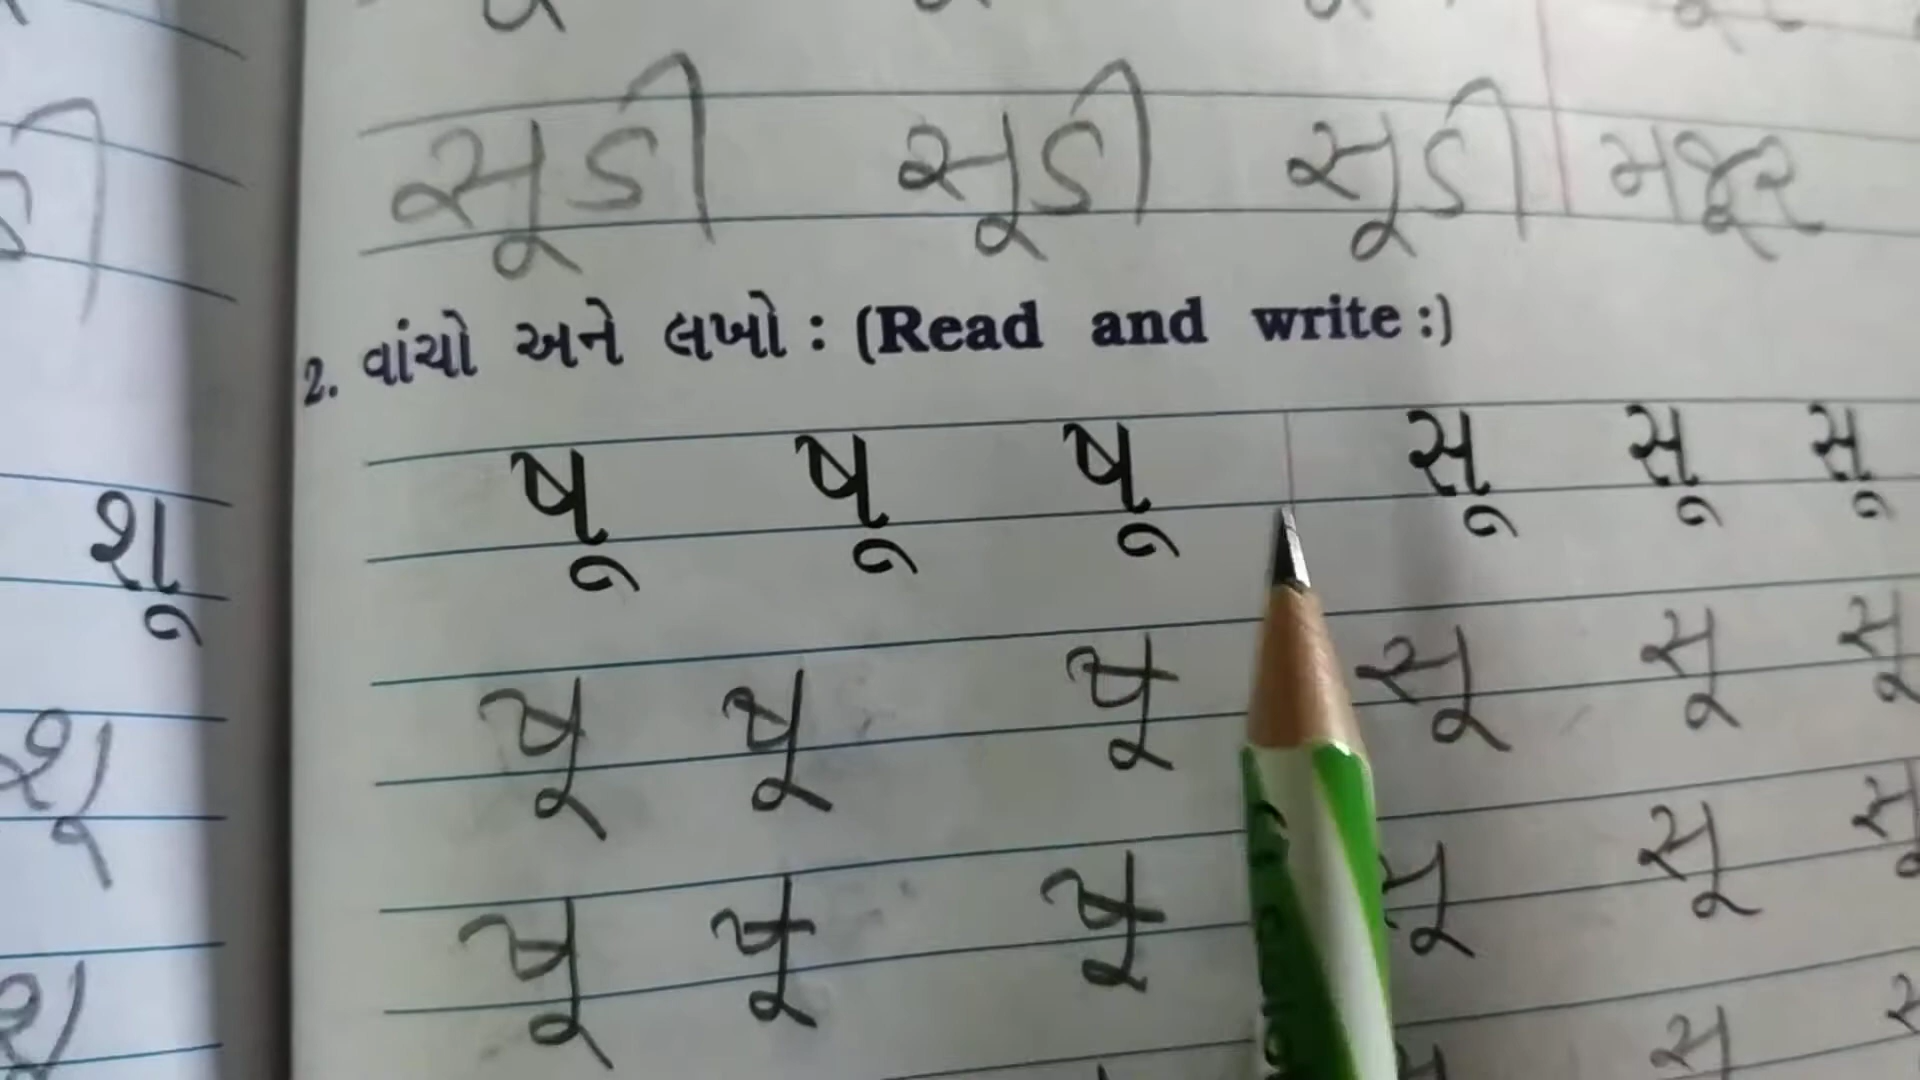 સૂડી સૂડી સૂડી મજૂર
2. વાંચો અને લખો : (Read and write :)
ષૂ ષૂ ષૂ સૂ સૂ સૂ
શૂ
ષૂ ષૂ ષૂ સૂ સૂ સૂ
શૂ
ષૂ ષૂ ષૂ સૂ સૂ સૂ
શૂ